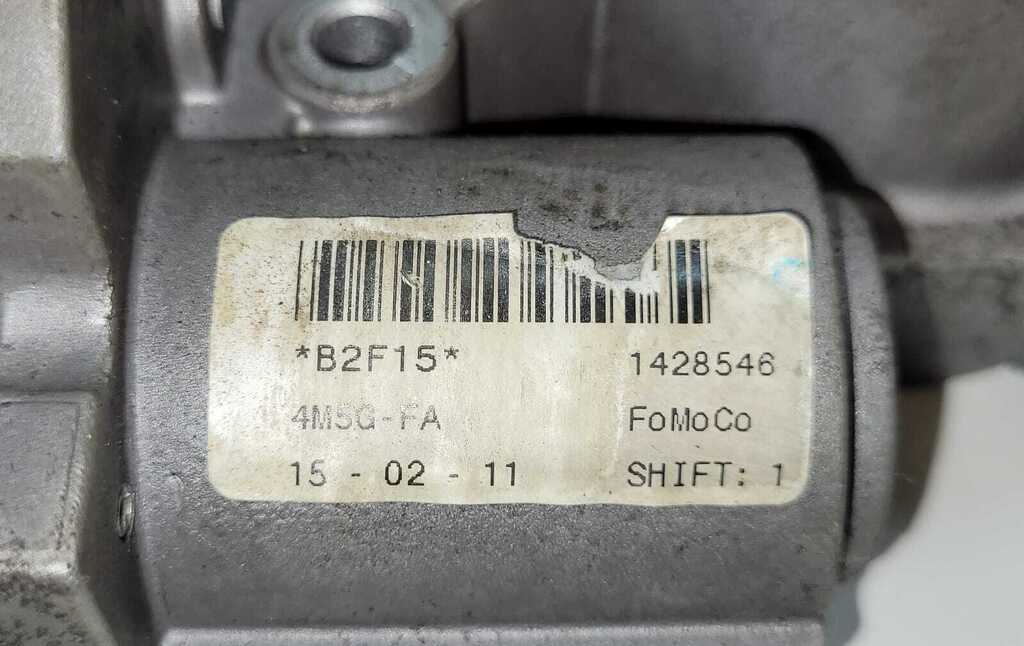 *B2F15* 1428546
4M5G-FA FoMoCo
15 - 02 - 11 SHIFT: 1